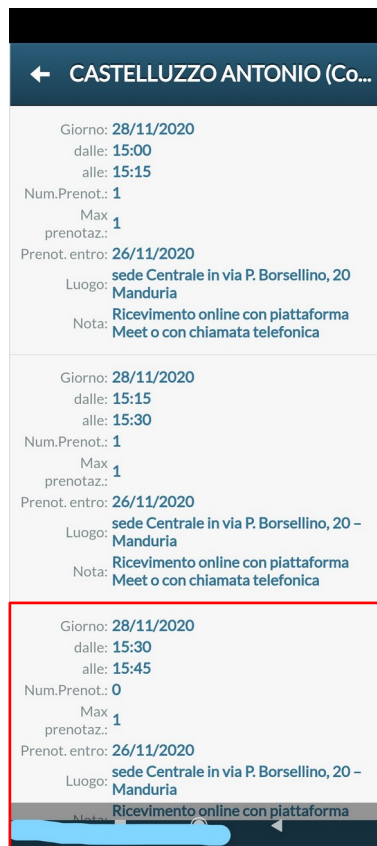 CASTELLUZZO ANTONIO (Co...
Giorno: 28/11/2020
dalle: 15:00
alle: 15:15
Num.Prenot.: 1
Max
prenotaz.: 1
Prenot. entro: 26/11/2020
Luogo: sede Centrale in via P. Borsellino, 20
Manduria
Nota: Ricevimento online con piattaforma
Meet o con chiamata telefonica
Giorno: 28/11/2020
dalle: 15:15
alle: 15:30
Num.Prenot.: 1
Max
prenotaz.: 1
Prenot. entro: 26/11/2020
Luogo: sede Centrale in via P. Borsellino, 20 –
Manduria
Nota: Ricevimento online con piattaforma
Meet o con chiamata telefonica
Giorno: 28/11/2020
dalle: 15:30
alle: 15:45
Num.Prenot.: 0
Max
prenotaz.: 1
Prenot. entro: 26/11/2020
Luogo: sede Centrale in via P. Borsellino, 20 –
Manduria
Nota: Ricevimento online con piattaforma